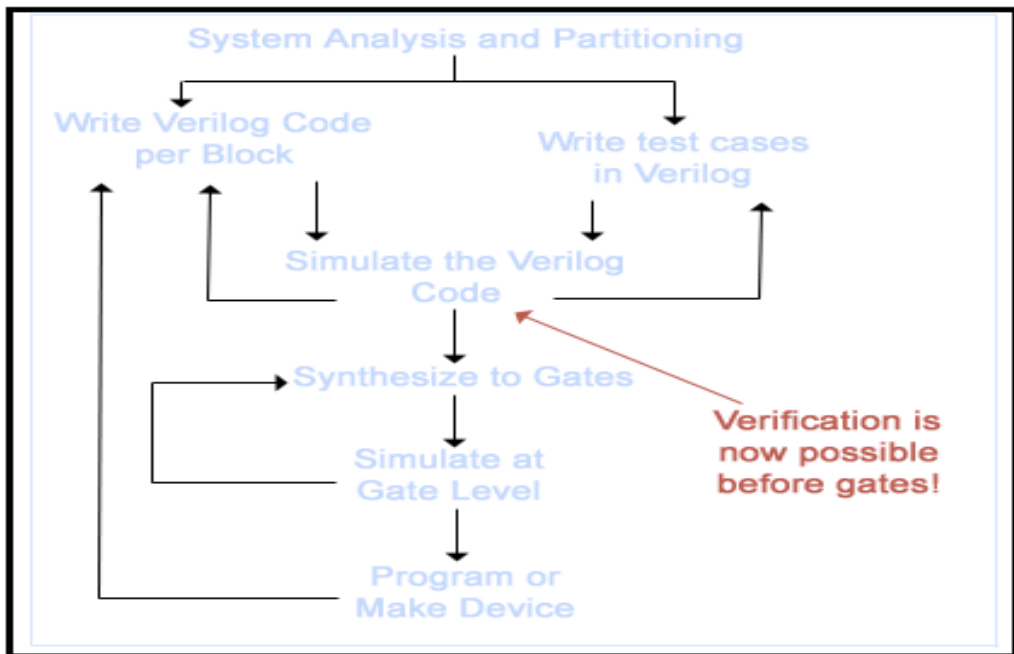 System Analysis and Partitioning
Write Verilog Code
per Block
Write test cases
in Verilog
Simulate the Verilog
Code
Synthesize to Gates
Verification is
now possible
before gates!
Simulate at
Gate Level
Program or
Make Device